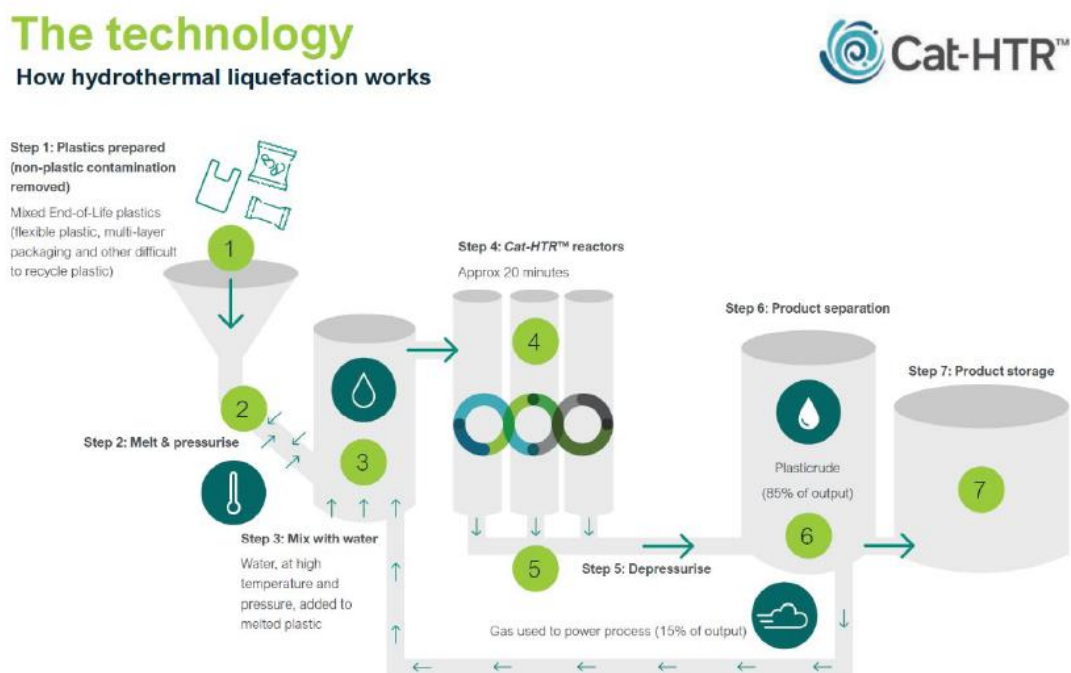 The technology
How hydrothermal liquefaction works
Cat-HTR™
Step 1: Plastics prepared
(non-plastic contamination
removed)
Mixed End-of-Life plastics
(flexible plastic, multi-layer
packaging and other difficult
to recycle plastic)
1
2
Step 2: Melt & pressurise
3
Step 3: Mix with water
Water, at high
temperature and
pressure, added to
melted plastic
Step 4: Cat-HTR™ reactors
Approx 20 minutes
4
5
Step 5: Depressurise
Step 6: Product separation
Plasticrude
(85% of output)
6
Gas used to power process (15% of output)
Step 7: Product storage
7